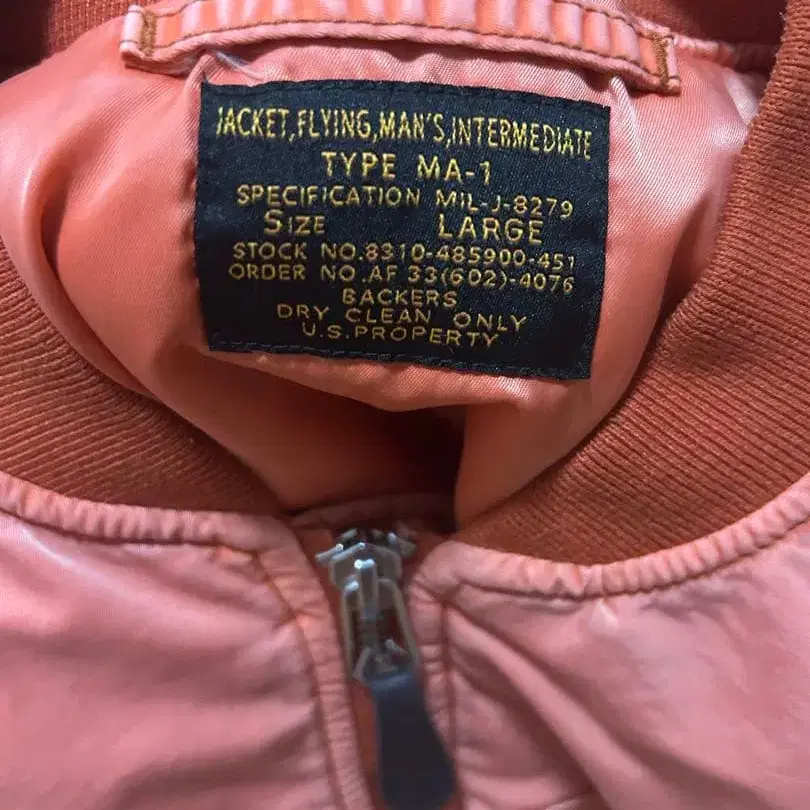 JACKET,FLYING,MAN'S,INTERMEDIATE
TYPE MA-1
SPECIFICATION MIL-J-8279
SIZE LARGE
STOCK NO.8310-485900-451
ORDER NO.AF 33(602)-4076
BACKERS
DRY CLEAN ONLY
U.S.PROPERTY